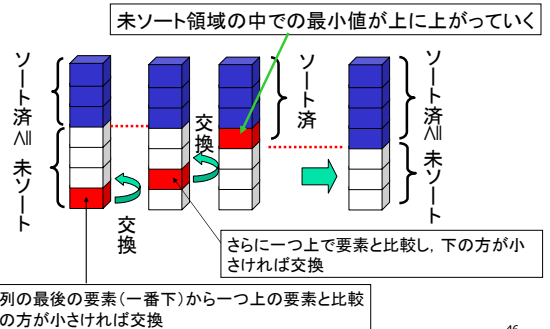 未ソート領域の中での最小値が上に上がっていく
ソート済
≦
未ソート
交換
交換
ソート済
ソート済
≦
未ソート
さらに一つ上で要素と比較し，下の方が小
さければ交換
列の最後の要素（一番下）から一つ上の要素と比較
の方が小さければ交換